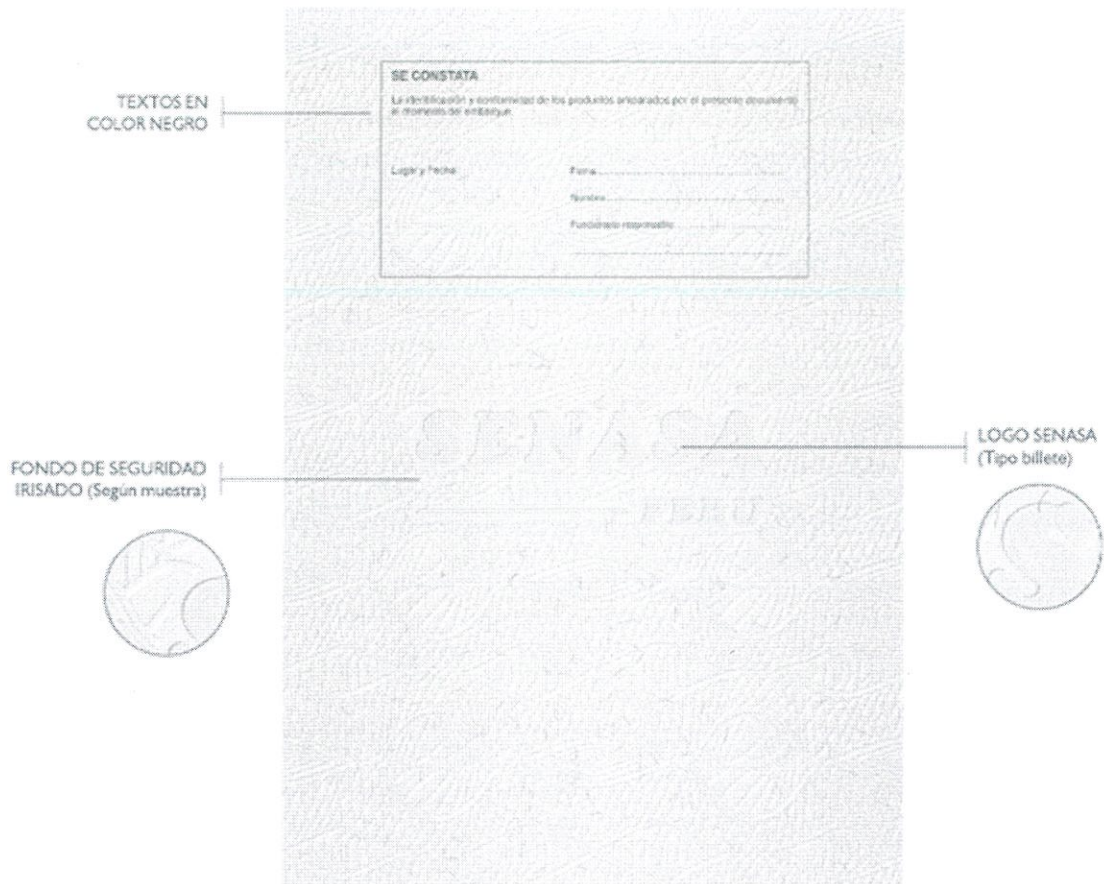 SE CONSTATA
La identificación y conformidad de los productos amparados por el presente documento
al momento del embarque.
TEXTOS EN
COLOR NEGRO
Lugar y Fecha
Firma
Nombre
Funcionario responsable
SENASA
PERU
LOGO SENASA
(Tipo billete)
FONDO DE SEGURIDAD
IRISADO (Según muestra)